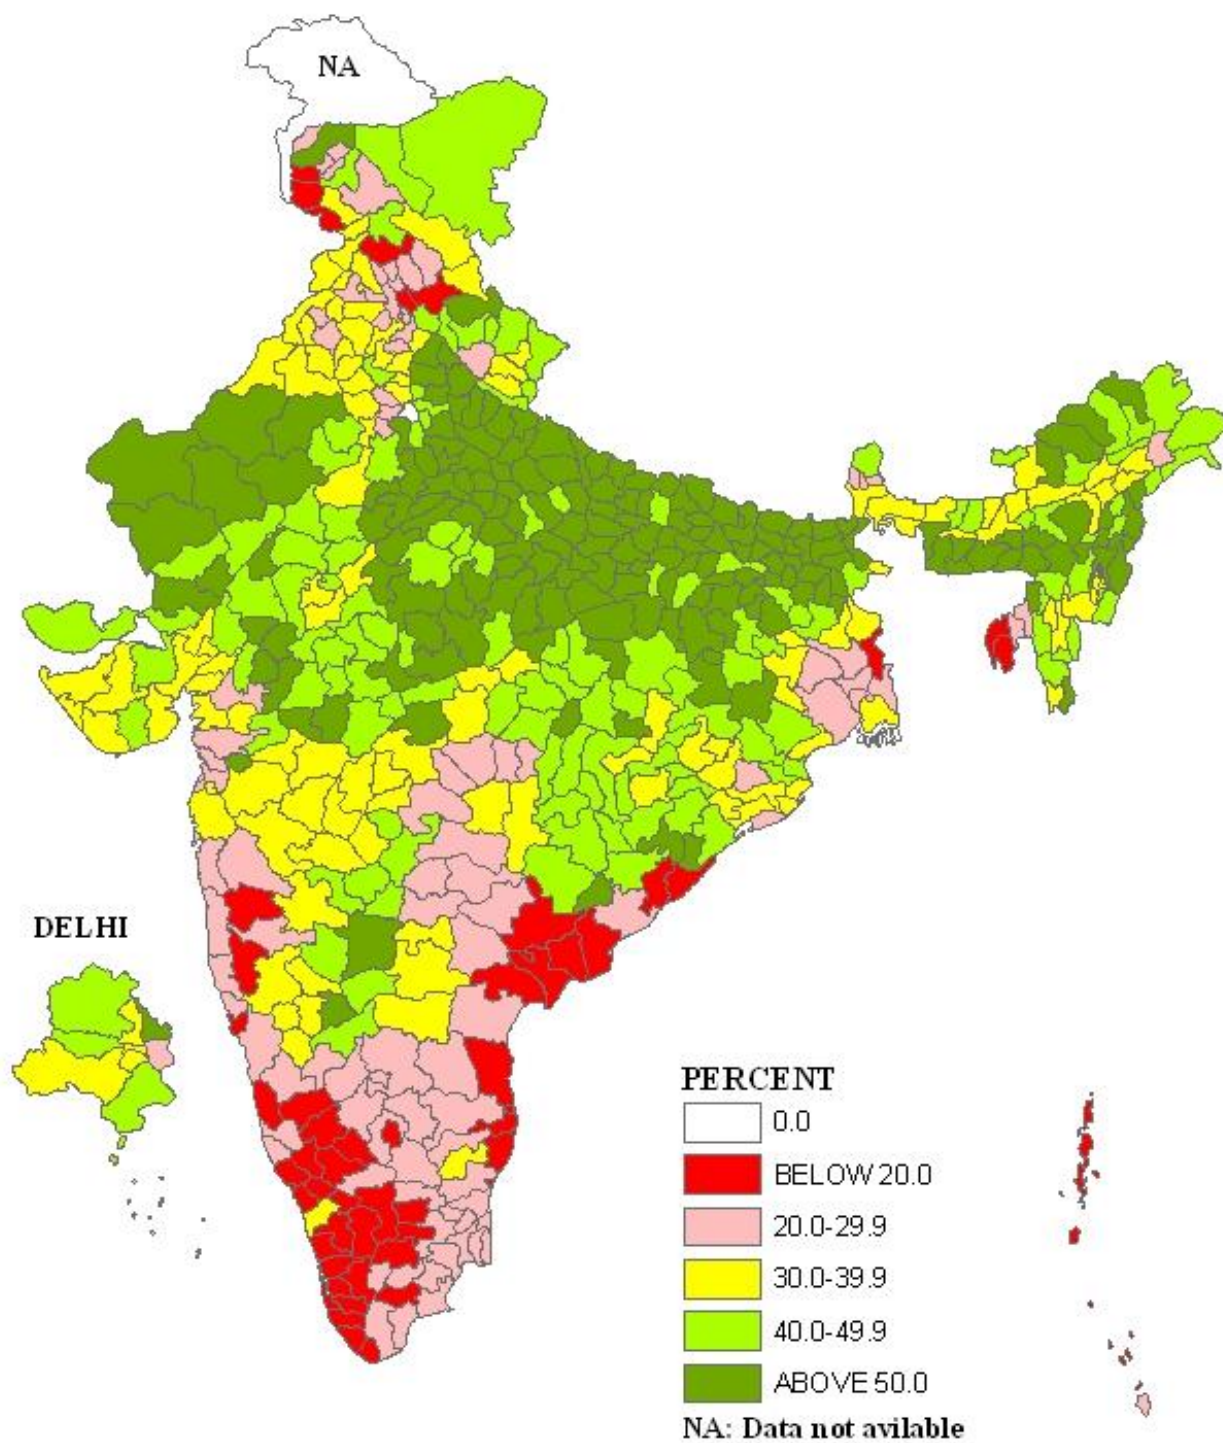 NA
DELHI
PERCENT
0.0
BELOW 20.0
20.0-29.9
30.0-39.9
40.0-49.9
ABOVE 50.0
NA: Data not avilable